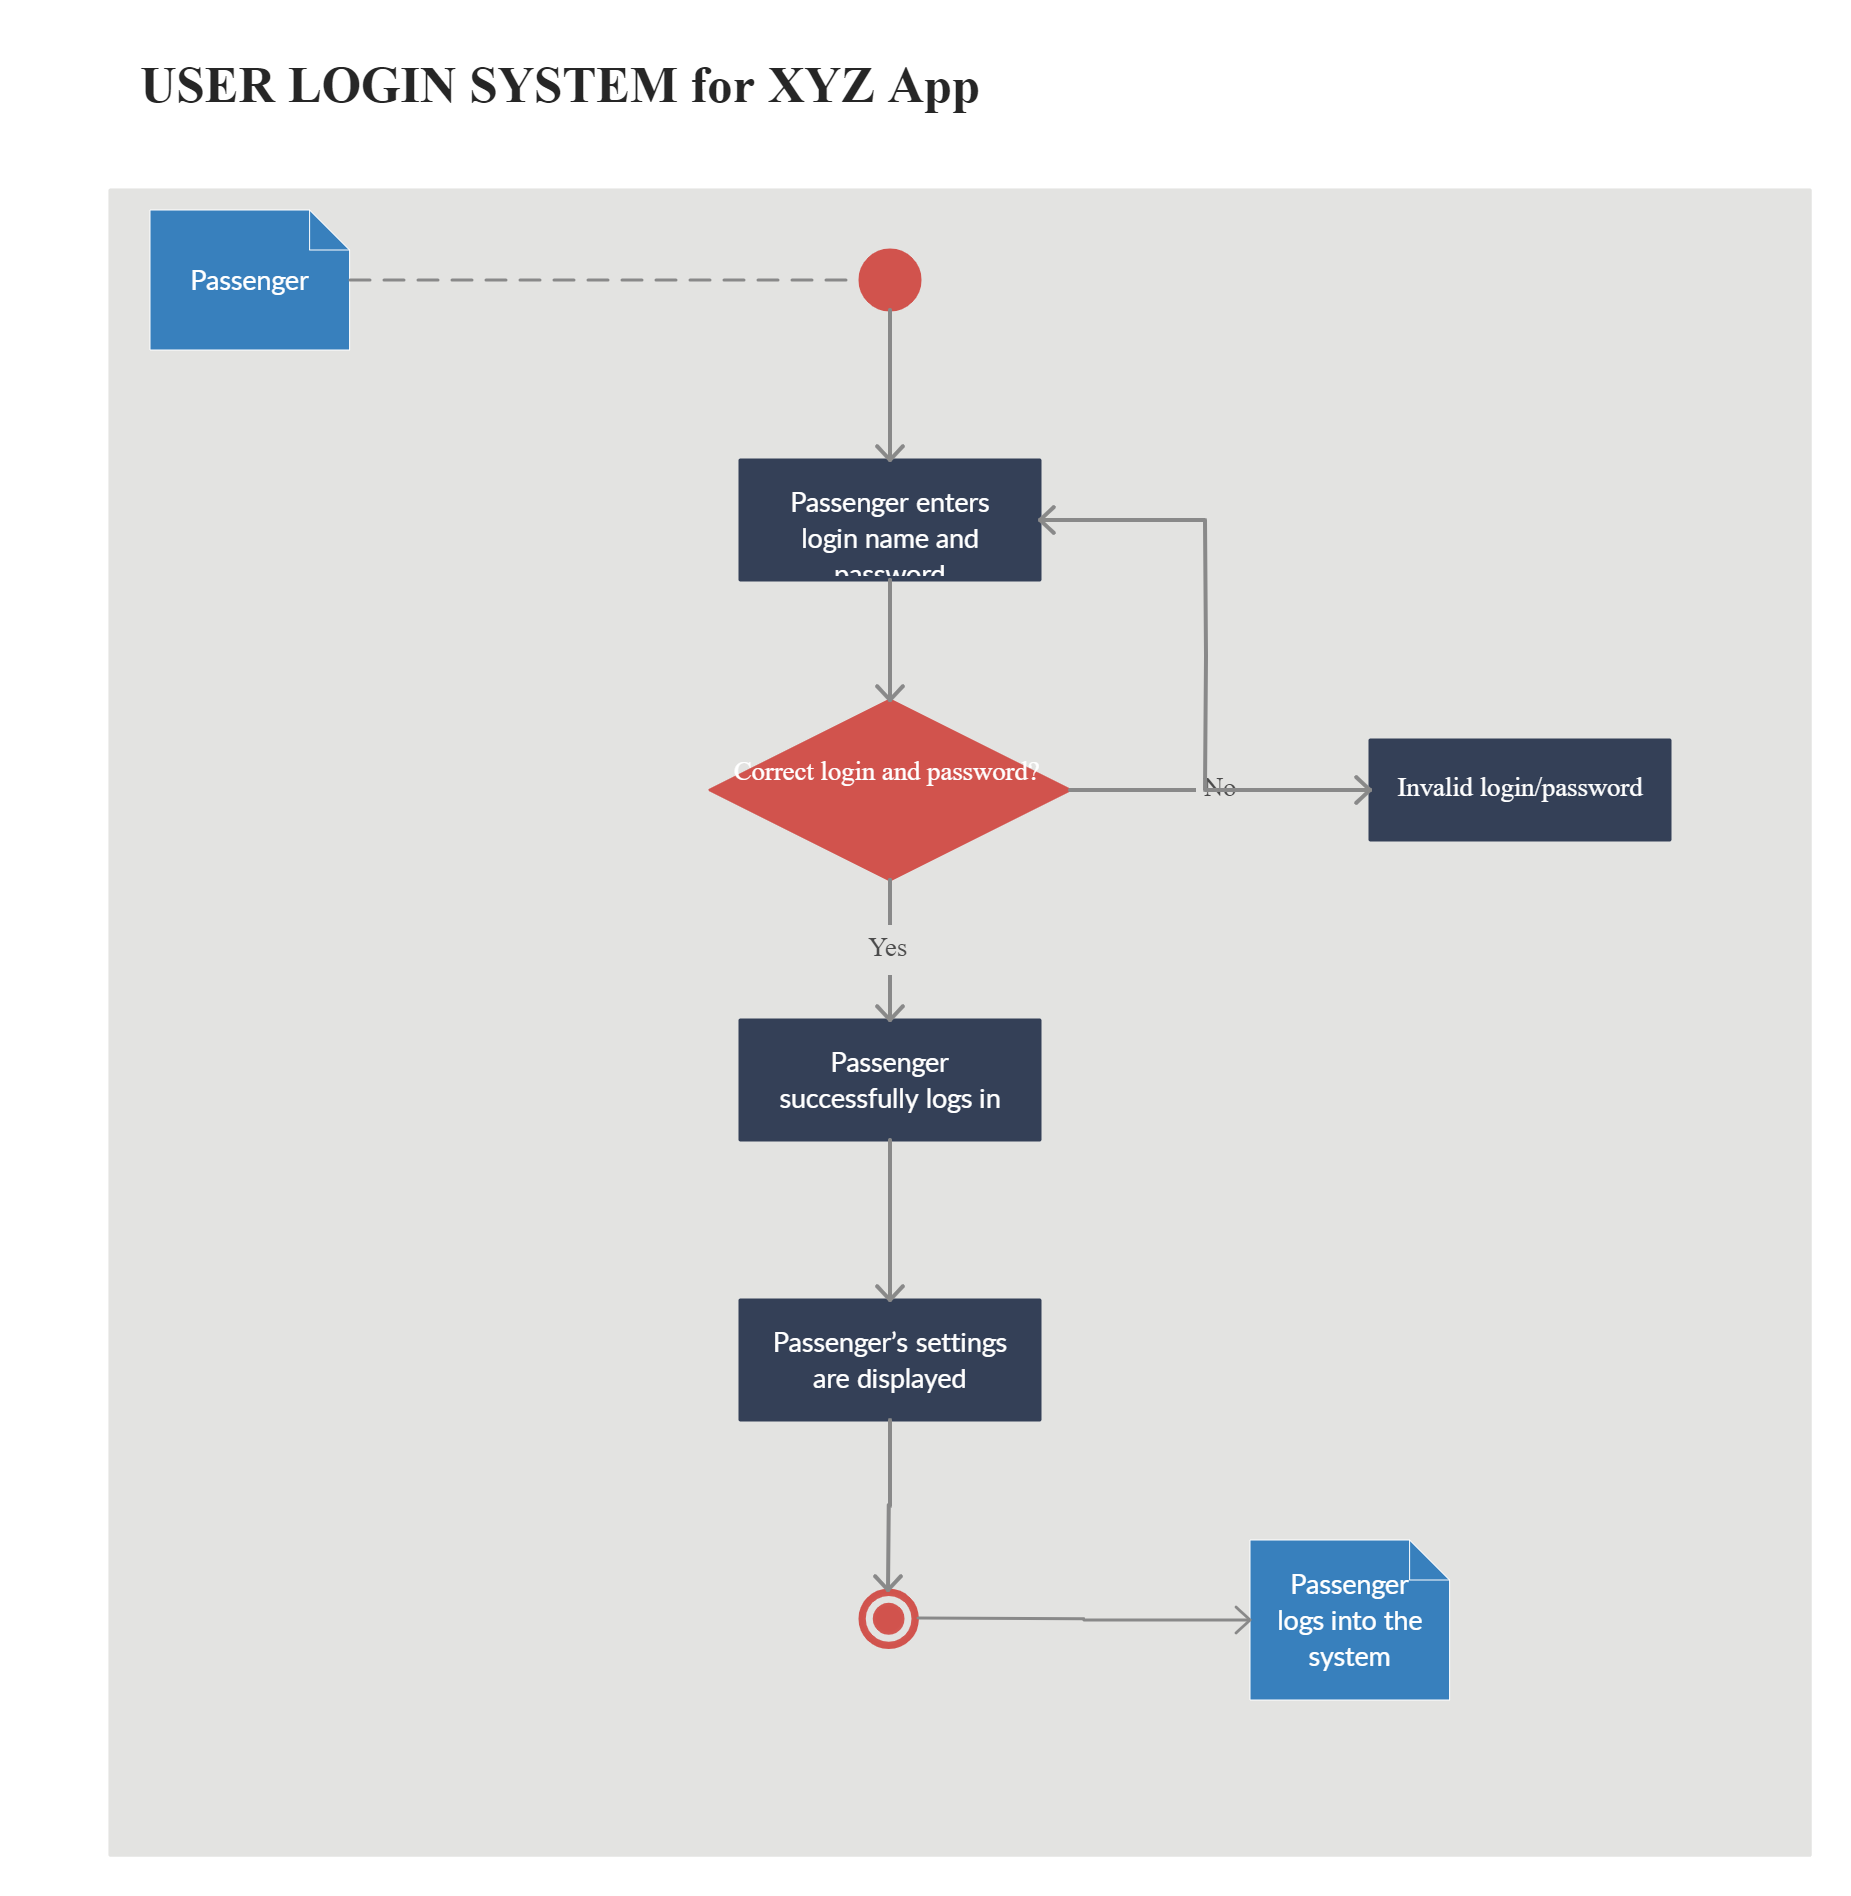 USER LOGIN SYSTEM for XYZ App
Passenger
Passenger enters
login name and
password
Correct login and password?
No
Invalid login/password
Yes
Passenger
successfully logs in
Passenger’s settings
are displayed
Passenger
logs into the
system